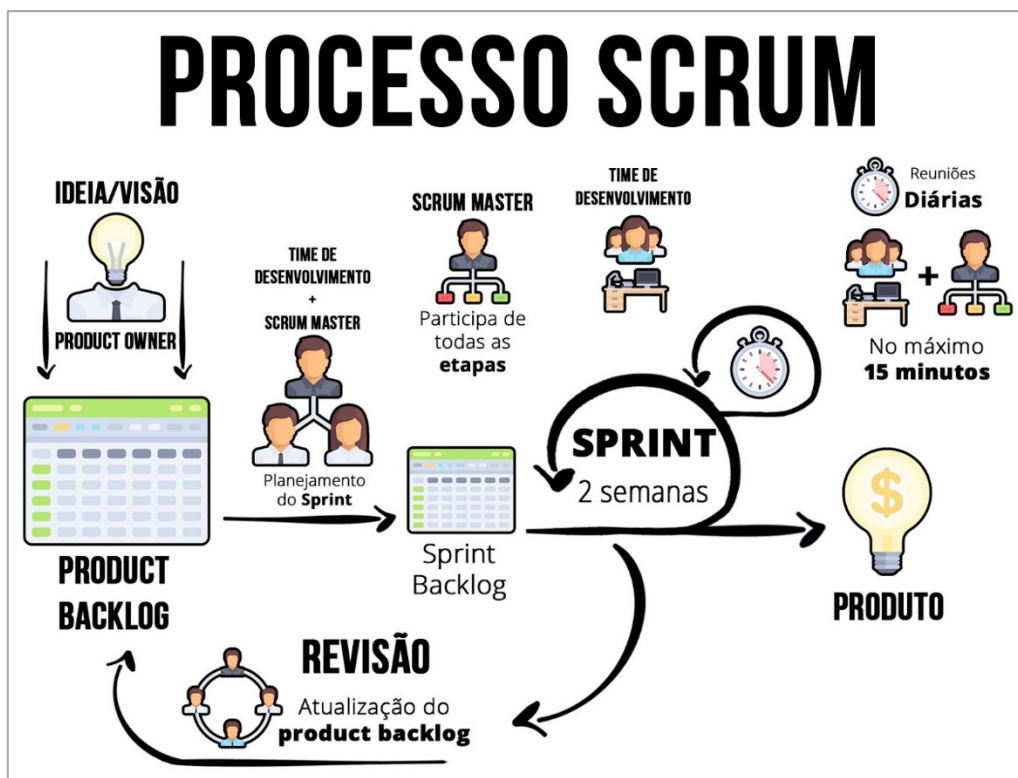 PROCESSO SCRUM
IDEIA/VISÃO
PRODUCT OWNER
PRODUCT
BACKLOG
TIME DE
DESENVOLVIMENTO
+
SCRUM MASTER
Planejamento
do Sprint
SCRUM MASTER
Participa de
todas as
etapas
Sprint
Backlog
TIME DE
DESENVOLVIMENTO
SPRINT
2 semanas
Reuniões
Diárias
+
No máximo
15 minutos
$
PRODUTO
REVISÃO
Atualização do
product backlog